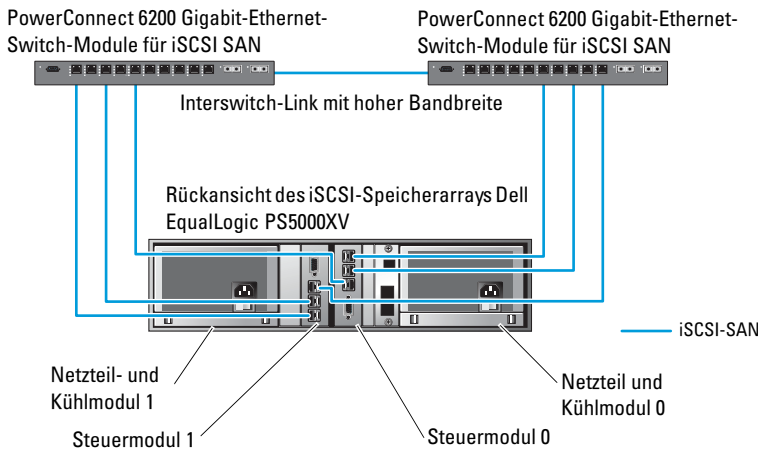 PowerConnect 6200 Gigabit-Ethernet-
Switch-Module für iSCSI SAN
PowerConnect 6200 Gigabit-Ethernet-
Switch-Module für iSCSI SAN
Interswitch-Link mit hoher Bandbreite
Rückansicht des iSCSI-Speicherarrays Dell
EqualLogic PS5000XV
iSCSI-SAN
Netzteil- und
Kühlmodul 1
Netzteil und
Kühlmodul 0
Steuermodul 1
Steuermodul 0